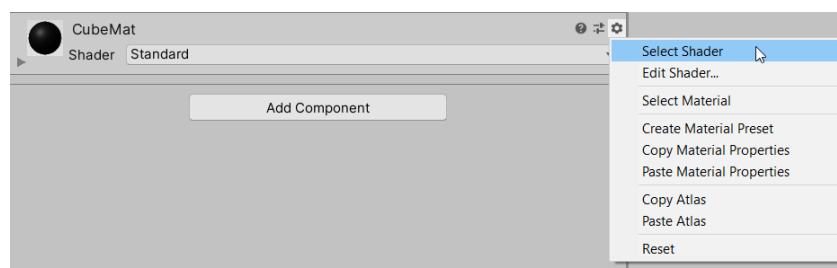 CubeMat
Shader Standard
Add Component
Select Shader
Edit Shader...
Select Material
Create Material Preset
Copy Material Properties
Paste Material Properties
Copy Atlas
Paste Atlas
Reset